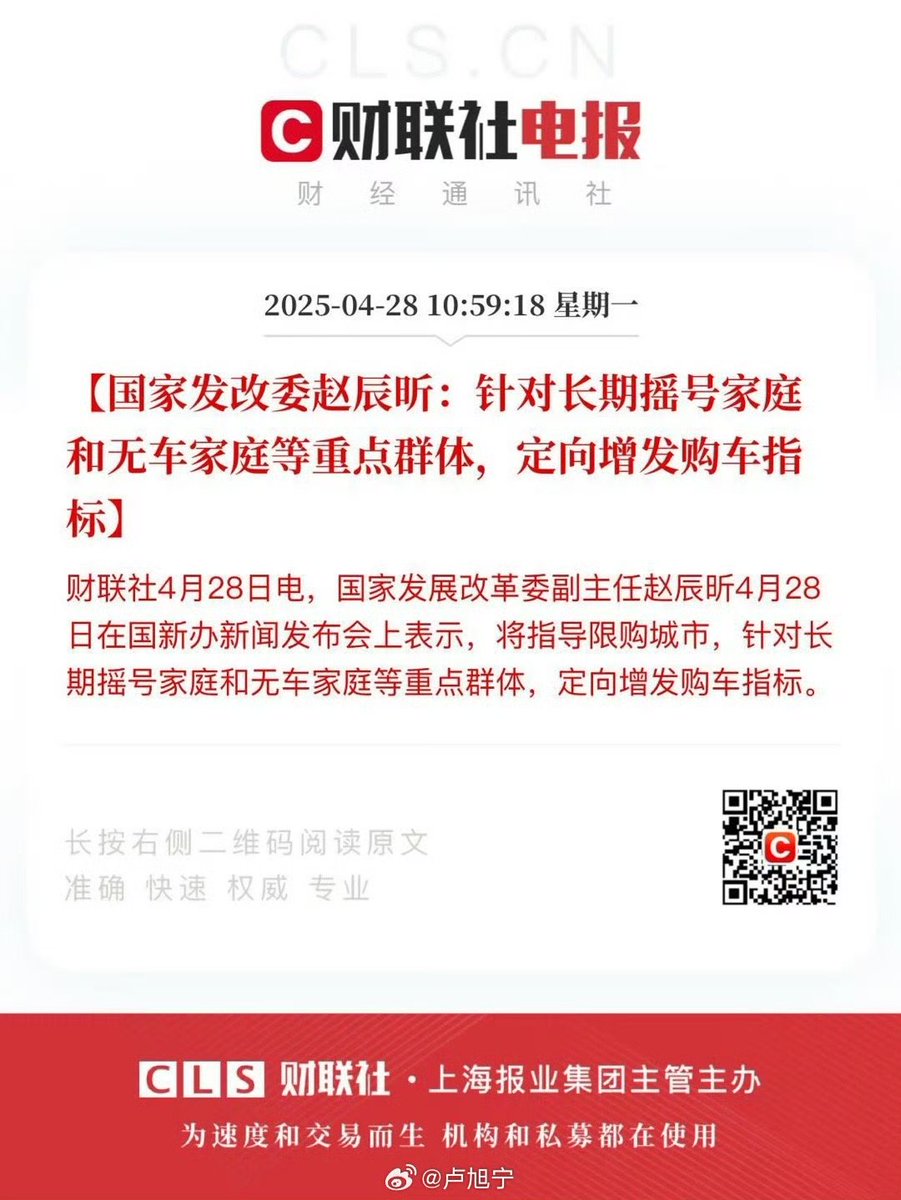 CLS.CN
C 财联社电报
财经通讯社
2025-04-28 10:59:18 星期一
【国家发改委赵辰昕：针对长期摇号家庭
和无车家庭等重点群体，定向增发购车指
标】
财联社4月28日电，国家发展改革委副主任赵辰昕4月28
日在国新办新闻发布会上表示，将指导限购城市，针对长
期摇号家庭和无车家庭等重点群体，定向增发购车指标。
长按右侧二维码阅读原文
准确 快速 权威 专业
C
CLS 财联社·上海报业集团主管主办
为速度和交易而生 机构和私募都在使用
@卢旭宁